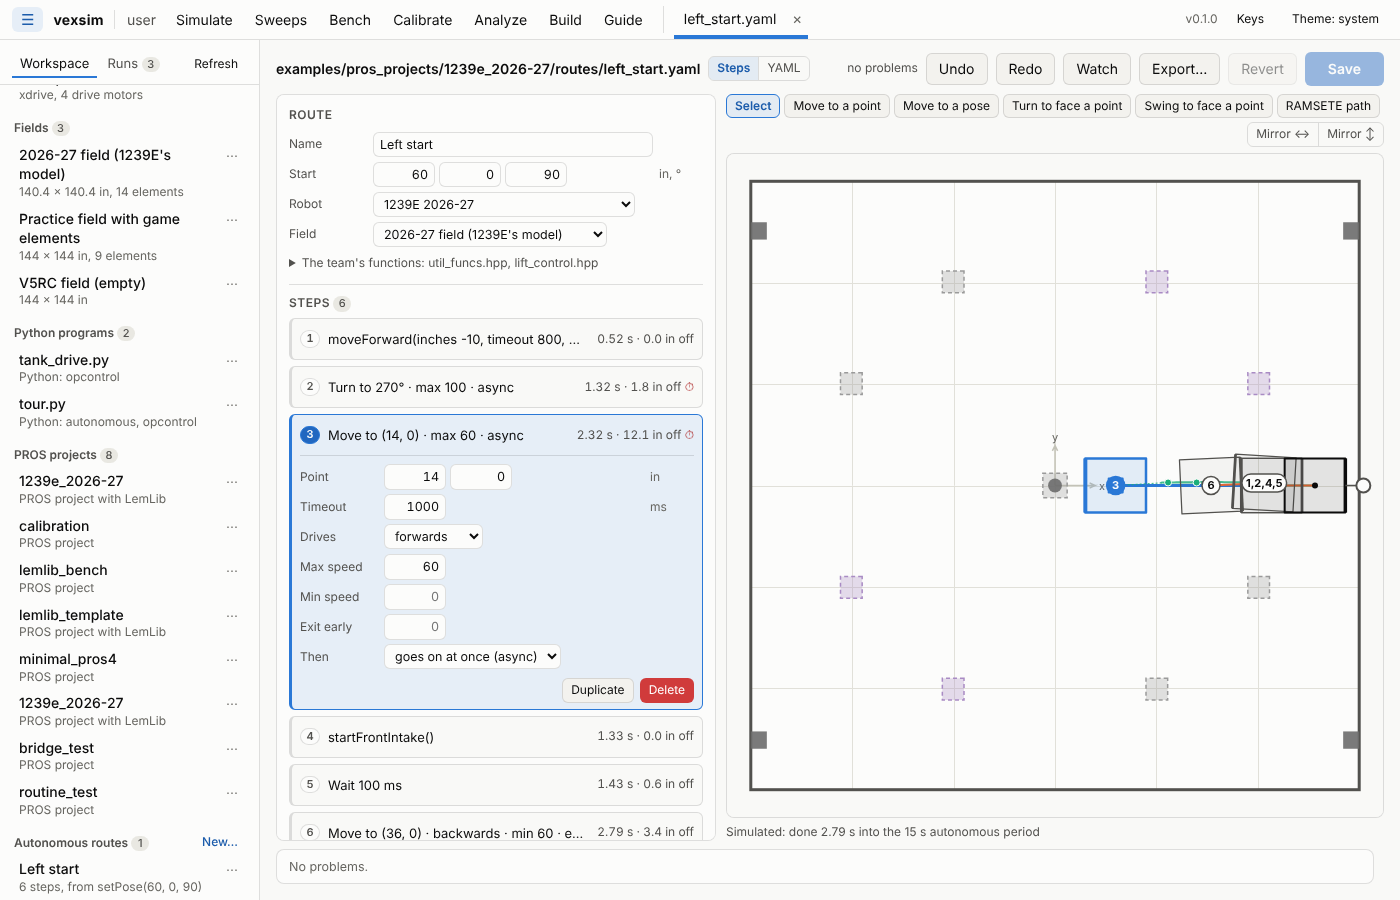 ☰ vexsim user Simulate Sweeps Bench Calibrate Analyze Build Guide left_start.yaml × v0.1.0 Keys Theme: system
Workspace Runs 3 Refresh
xdrive, 4 drive motors
Fields 3
2026-27 field (1239E's model) ...
140.4 × 140.4 in, 14 elements
Practice field with game elements ...
144 × 144 in, 9 elements
V5RC field (empty) ...
144 × 144 in
Python programs 2
tank_drive.py ...
Python: opcontrol
tour.py ...
Python: autonomous, opcontrol
PROS projects 8
1239e_2026-27 ...
PROS project with LemLib
calibration ...
PROS project
lemlib_bench ...
PROS project
lemlib_template ...
PROS project with LemLib
minimal_pros4 ...
PROS project
1239e_2026-27 ...
PROS project with LemLib
bridge_test ...
PROS project
routine_test ...
PROS project
Autonomous routes 1 New...
Left start ...
6 steps, from setPose(60, 0, 90)
examples/pros_projects/1239e_2026-27/routes/left_start.yaml Steps YAML no problems Undo Redo Watch Export... Revert Save
ROUTE
Name Left start
Start 60 0 90 in, °
Robot 1239E 2026-27
Field 2026-27 field (1239E's model)
▶ The team's functions: util_funcs.hpp, lift_control.hpp
STEPS 6
1 moveForward(inches -10, timeout 800, ... 0.52 s · 0.0 in off
2 Turn to 270° · max 100 · async 1.32 s · 1.8 in off ⏱
3 Move to (14, 0) · max 60 · async 2.32 s · 12.1 in off ⏱
Point 14 0 in
Timeout 1000 ms
Drives forwards
Max speed 60
Min speed 0
Exit early 0
Then goes on at once (async)
Duplicate Delete
4 startFrontIntake() 1.33 s · 0.0 in off
5 Wait 100 ms 1.43 s · 0.6 in off
6 Move to (36, 0) · backwards · min 60 · e... 2.79 s · 3.4 in off
Select Move to a point Move to a pose Turn to face a point Swing to face a point RAMSETE path
Mirror ↔ Mirror ↕
y
x 3 6 1,2,4,5
Simulated: done 2.79 s into the 15 s autonomous period
No problems.